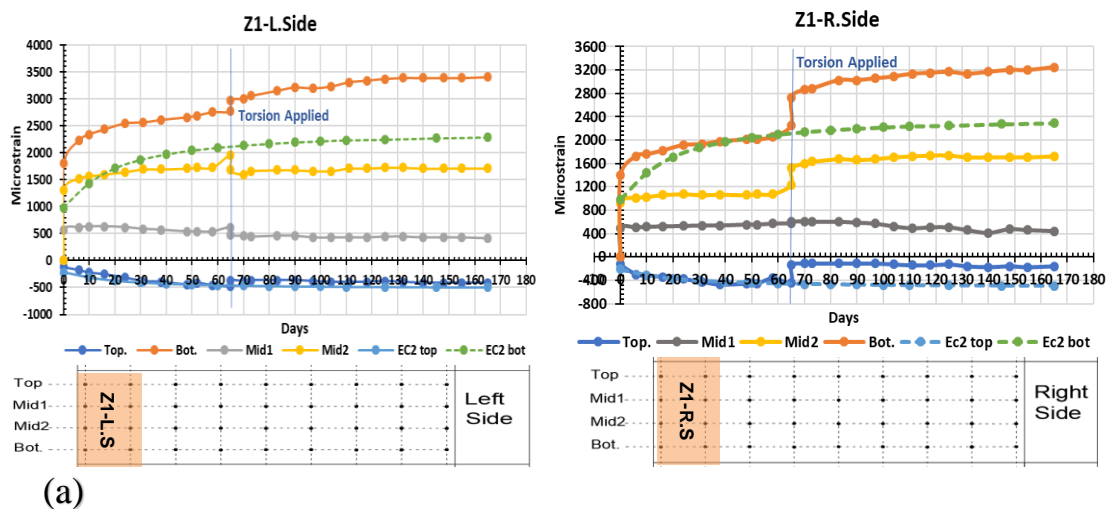 Z1-L.Side
4000
3500
3000
2500
2000
1500
1000
500
0
-500
-1000
Microstrain
Torsion Applied
0 10 20 30 40 50 60 70 80 90 100 110 120 130 140 150 160 170 180
Days
Top. Bot. Mid1 Mid2 Ec2 top Ec2 bot
Top
Mid1
Mid2
Bot.
Z1-L.S
Left
Side
Z1-R.Side
3600
3200
2800
2400
2000
1600
1200
800
400
0
-400
-800
Microstrain
Torsion Applied
0 10 20 30 40 50 60 70 80 90 100 110 120 130 140 150 160 170 180
Days
Top. Mid1 Mid2 Bot. Ec2 top Ec2 bot
Top
Mid1
Mid2
Bot.
Z1-R.S
Right
Side
(a)